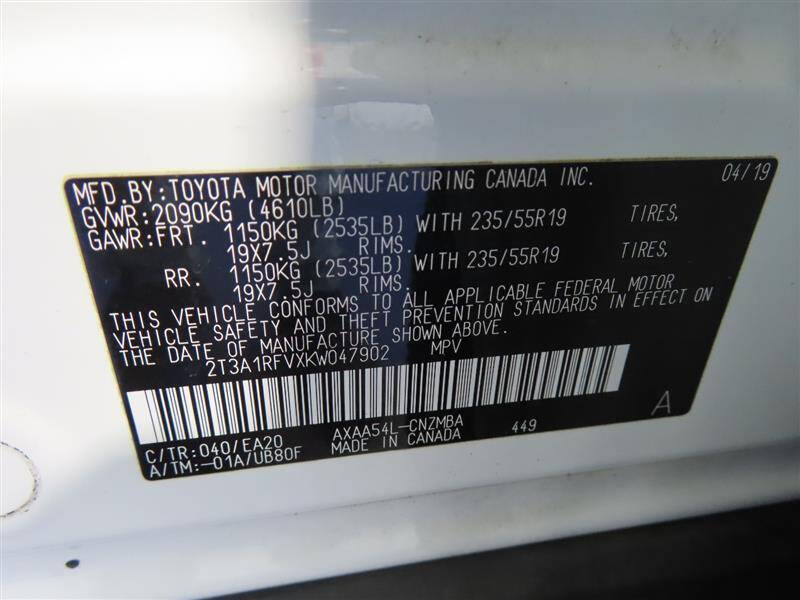 MFD.BY:TOYOTA MOTOR MANUFACTURING CANADA INC. 04/19
GVWR:2090KG (4610LB)
GAWR:FRT. 1150KG (2535LB) WITH 235/55R19 TIRES,
19X7.5J RIMS.
RR. 1150KG (2535LB) WITH 235/55R19 TIRES,
19X7.5J RIMS.
THIS VEHICLE CONFORMS TO ALL APPLICABLE FEDERAL MOTOR
VEHICLE SAFETY AND THEFT PREVENTION STANDARDS IN EFFECT ON
THE DATE OF MANUFACTURE SHOWN ABOVE.
2T3A1RFVXKW047902 MPV
A
C/TR:040/EA20 AXAA54L-CNZMBA 449
A/TM:-01A/UB80F MADE IN CANADA